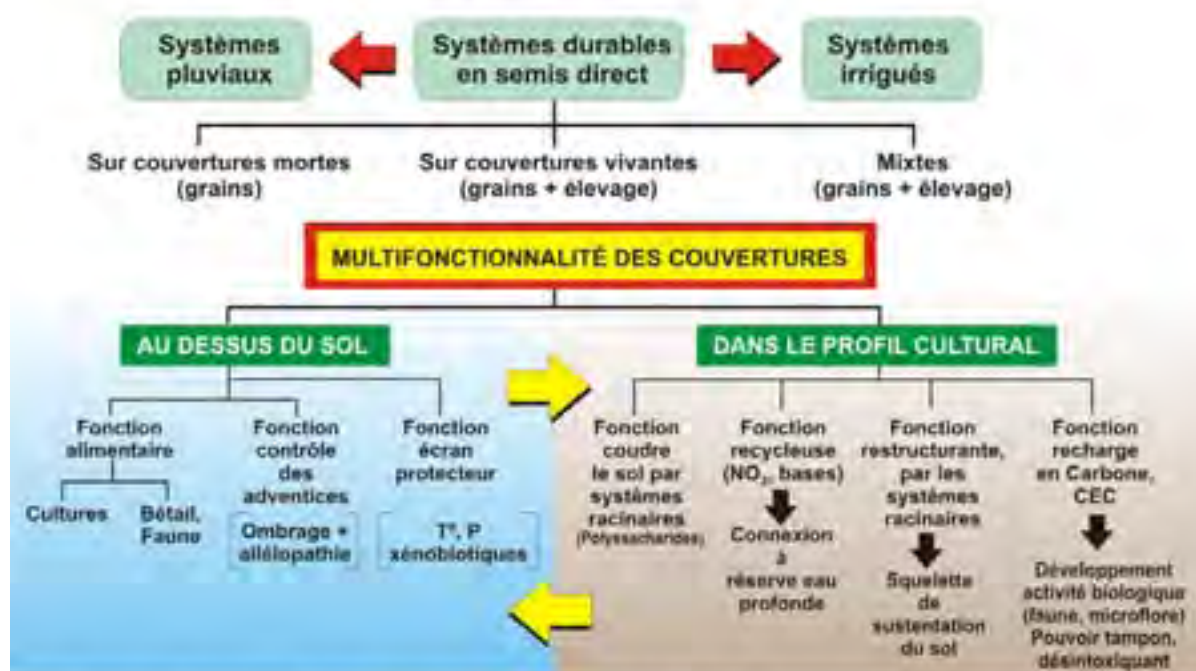 Systèmes
pluviaux
Systèmes durables
en semis direct
Systèmes
irrigués
Sur couvertures mortes
(grains)
Sur couvertures vivantes
(grains + élevage)
Mixtes
(grains + élevage)
MULTIFONCTIONNALITÉ DES COUVERTURES
AU DESSUS DU SOL
DANS LE PROFIL CULTURAL
Fonction
alimentaire
Cultures
Bétail,
Faune
Fonction
contrôle
des
adventices
Ombrage +
allélopathie
Fonction
écran
protecteur
T°, P
xénobiotiques
Fonction
coudre
le sol par
systèmes
racinaires
(Polyssacharides)
Fonction
recycleuse
(NO₃, bases)
Connexion
à
réserve eau
profonde
Fonction
restructurante,
par les
systèmes
racinaires
Squelette
de
sustentation
du sol
Fonction
recharge
en Carbone,
CEC
Développement
activité biologique
(faune, microflore)
Pouvoir tampon,
désintoxiquant